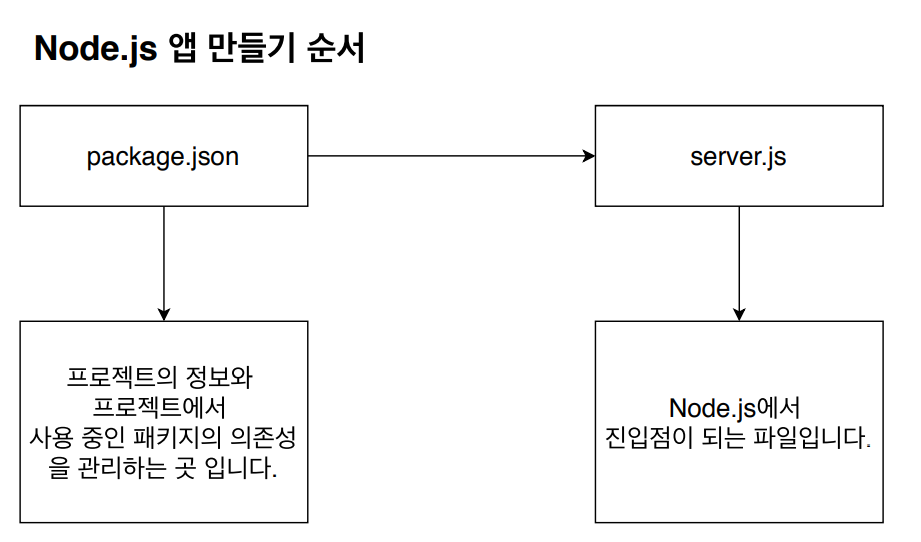 Node.js 앱 만들기 순서
package.json
server.js
프로젝트의 정보와
프로젝트에서
사용 중인 패키지의 의존성
을 관리하는 곳 입니다.
Node.js에서
진입점이 되는 파일입니다.